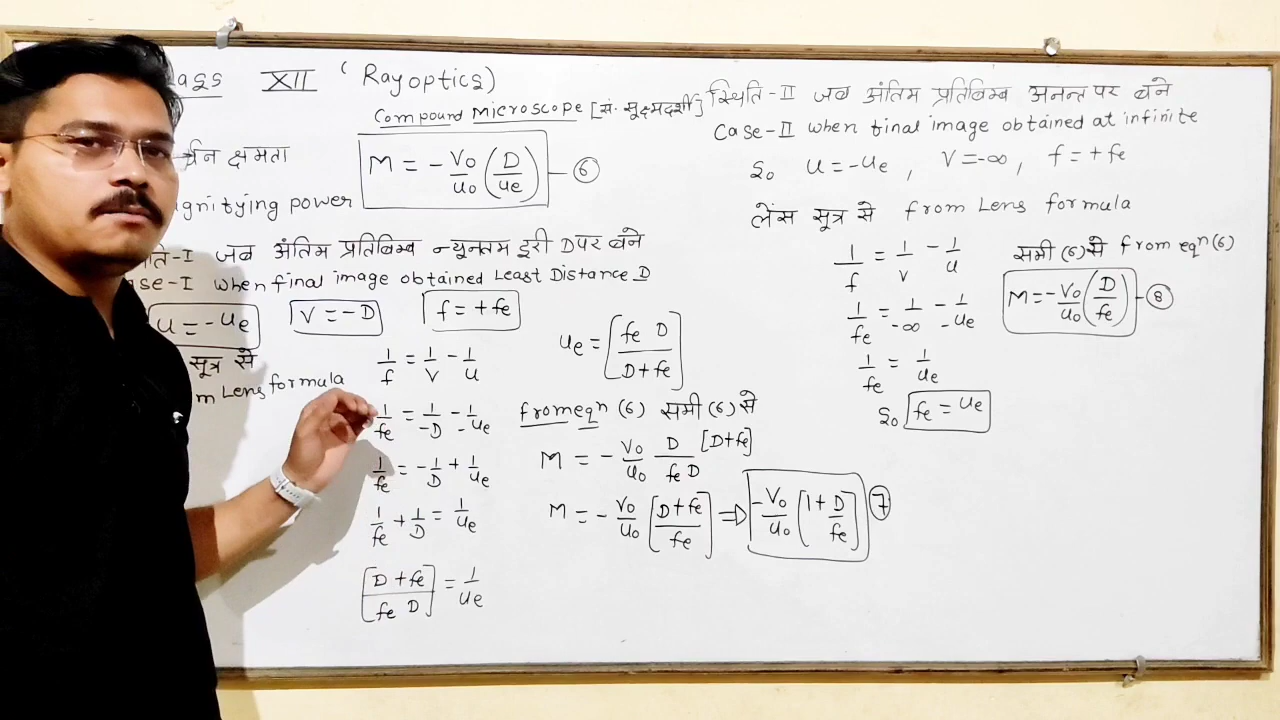 XII ( Ray optics)
Compound Microscope [सं. सूक्ष्मदर्शी]
क्षमता
power
M = - Vo/uo (D/ue) — ⑥
जब अंतिम प्रतिबिम्ब न्यूनतम दूरी D पर बने
-I when final image obtained Least Distance D
u = -ue
V = -D
f = +fe
सूत्र से
Lens formula
1/f = 1/V - 1/u
1/fe = 1/-D - 1/-ue
1/fe = -1/D + 1/ue
1/fe + 1/D = 1/ue
[D + fe / fe D] = 1/ue
ue = [fe D / D + fe]
from eqn (6) समी (6) से
M = - Vo/uo D/fe D [D+fe]
M = - Vo/uo [D + fe / fe] ⇒ - Vo/uo [1 + D/fe] ⑦
स्थिति-II जब अंतिम प्रतिबिम्ब अनन्त पर बने
Case-II when final image obtained at infinite
So u = -ue , V = -∞ , f = +fe
लेंस सूत्र से from Lens formula
1/f = 1/V - 1/u
1/fe = 1/-∞ - 1/-ue
1/fe = 1/ue
So fe = ue
समी (6) से from eqn (6)
M = - Vo/uo (D/fe) - ⑧